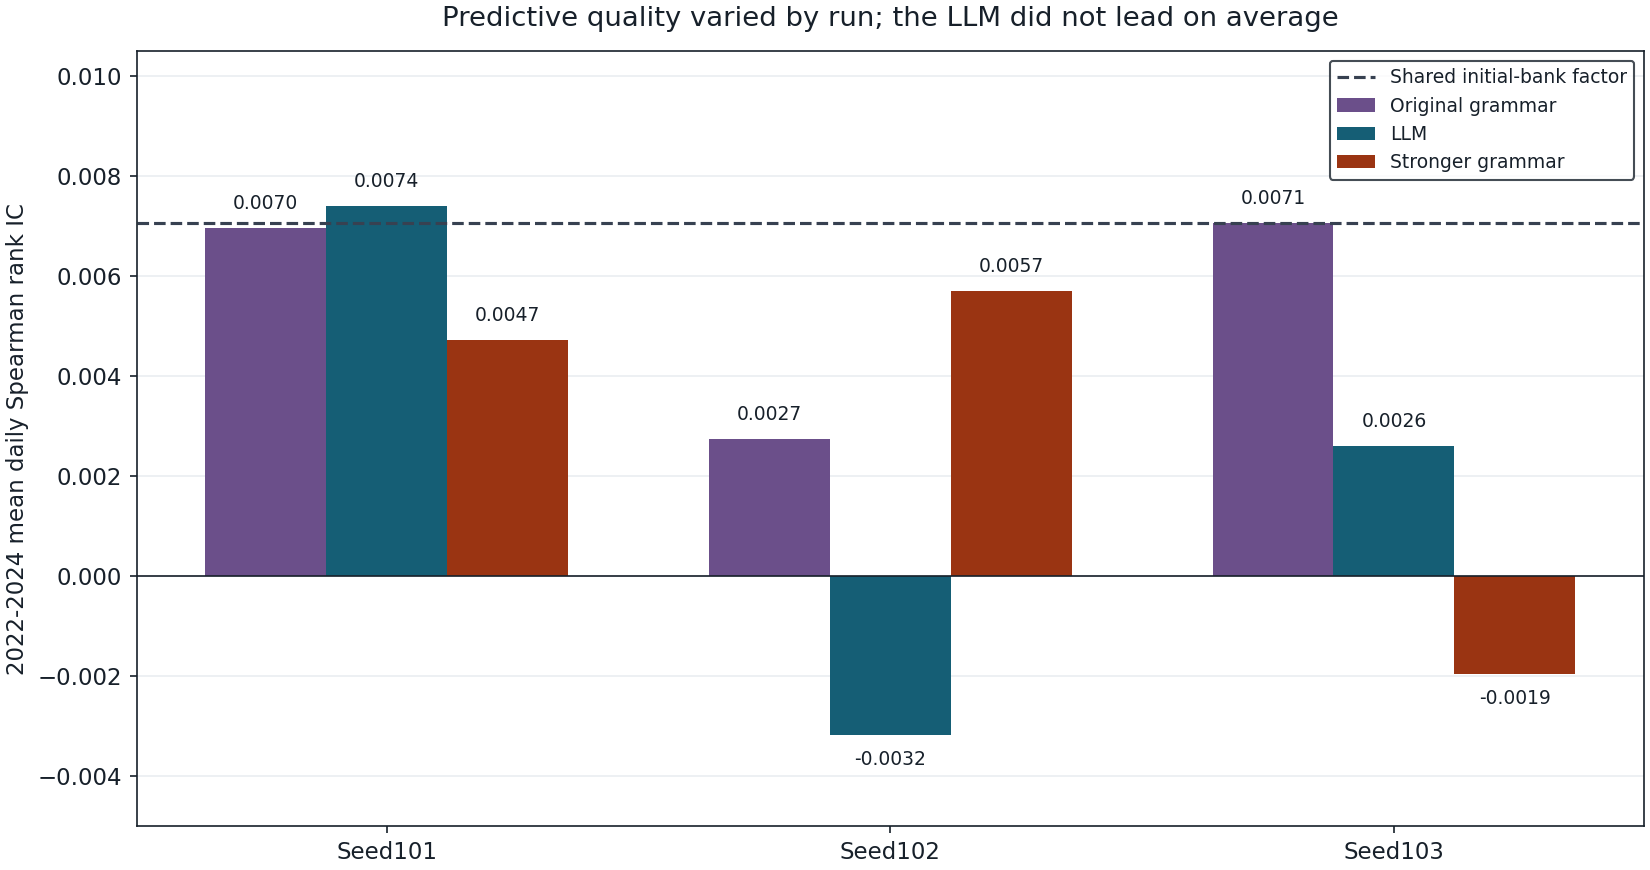 Predictive quality varied by run; the LLM did not lead on average
2022-2024 mean daily Spearman rank IC
0.010
0.008
0.006
0.004
0.002
0.000
−0.002
−0.004
Shared initial-bank factor
Original grammar
LLM
Stronger grammar
0.0070
0.0074
0.0047
0.0027
-0.0032
0.0057
0.0071
0.0026
-0.0019
Seed101
Seed102
Seed103